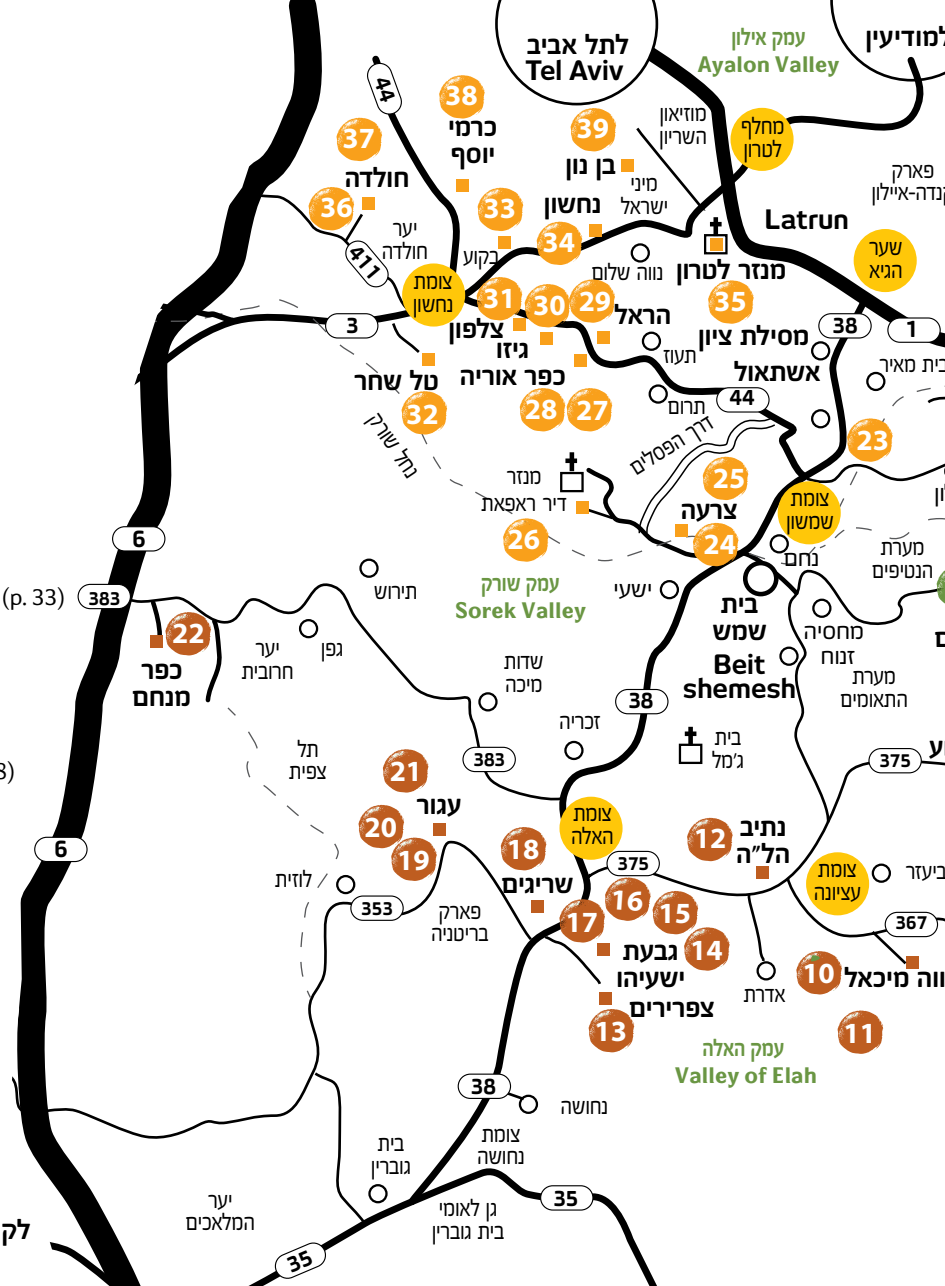 לתל אביב
Tel Aviv
עמק אילון
Ayalon Valley
למודיעין
44
38
כרמי
יוסף
39
בן נון
מוזיאון
השריון
מחלף
לטרון
פארק
37
חולדה
36
יער
חולדה
411
33
בקוע
34
נחשון
מיני
ישראל
נווה שלום
מנזר לטרון
35
Latrun
שער
הגיא
צומת
נחשון
3
31
צלפון
30
גיזו
29
הראל
תעוז
מסילת ציון
38
1
אשתאול
בית מאיר
טל שחר
32
כפר אוריה
28
27
תרום
44
נחל שורק
דרך הפסלים
23
25
צרעה
24
צומת
שמשון
מנזר
דיר ראפאת
26
עמק שורק
Sorek Valley
נחם
מערת
הנטיפים
6
(p. 33)
383
תירוש
ישעי
בית
שמש
Beit
shemesh
מחסיה
זנוח
מערת
התאומים
22
כפר
מנחם
יער
חרובית
גפן
שדות
מיכה
38
זכריה
בית
ג'מל
375
383
תל
צפית
21
עגור
20
19
צומת
האלה
18
שריגים
375
12
נתיב
הל״ה
צומת
עציונה
6
לוזית
353
פארק
בריטניה
17
16
15
14
גבעת
ישעיהו
צפרירים
13
אדרת
367
10
11
עמק האלה
Valley of Elah
38
נחושה
צומת
נחושה
בית
גוברין
35
גן לאומי
בית גוברין
יער
המלאכים
35